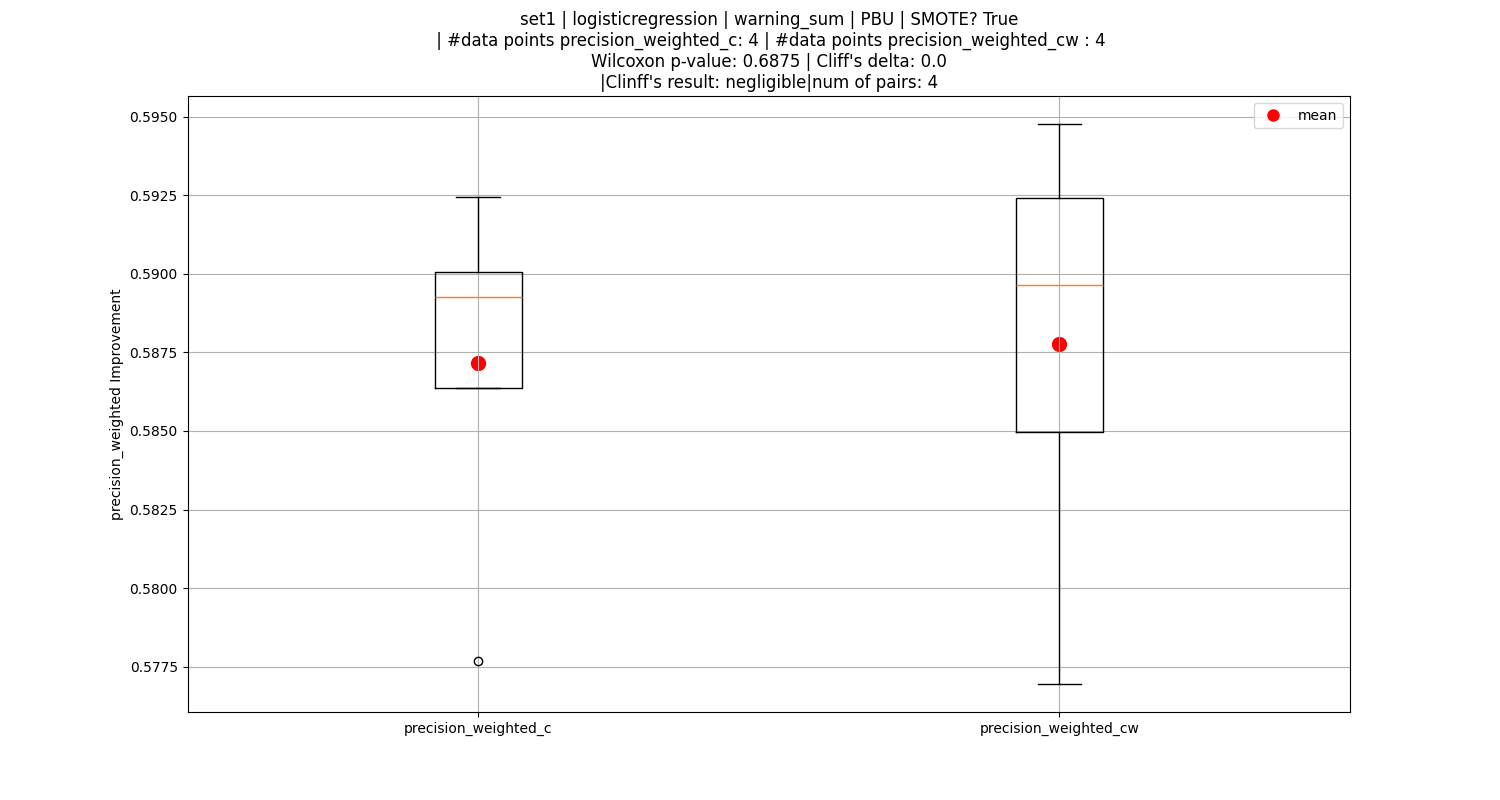 set1 | logisticregression | warning_sum | PBU | SMOTE? True
| #data points precision_weighted_c: 4 | #data points precision_weighted_cw : 4
Wilcoxon p-value: 0.6875 | Cliff's delta: 0.0
|Clinff's result: negligible|num of pairs: 4
mean
0.5950
0.5925
0.5900
0.5875
0.5850
0.5825
0.5800
0.5775
precision_weighted Improvement
precision_weighted_c
precision_weighted_cw